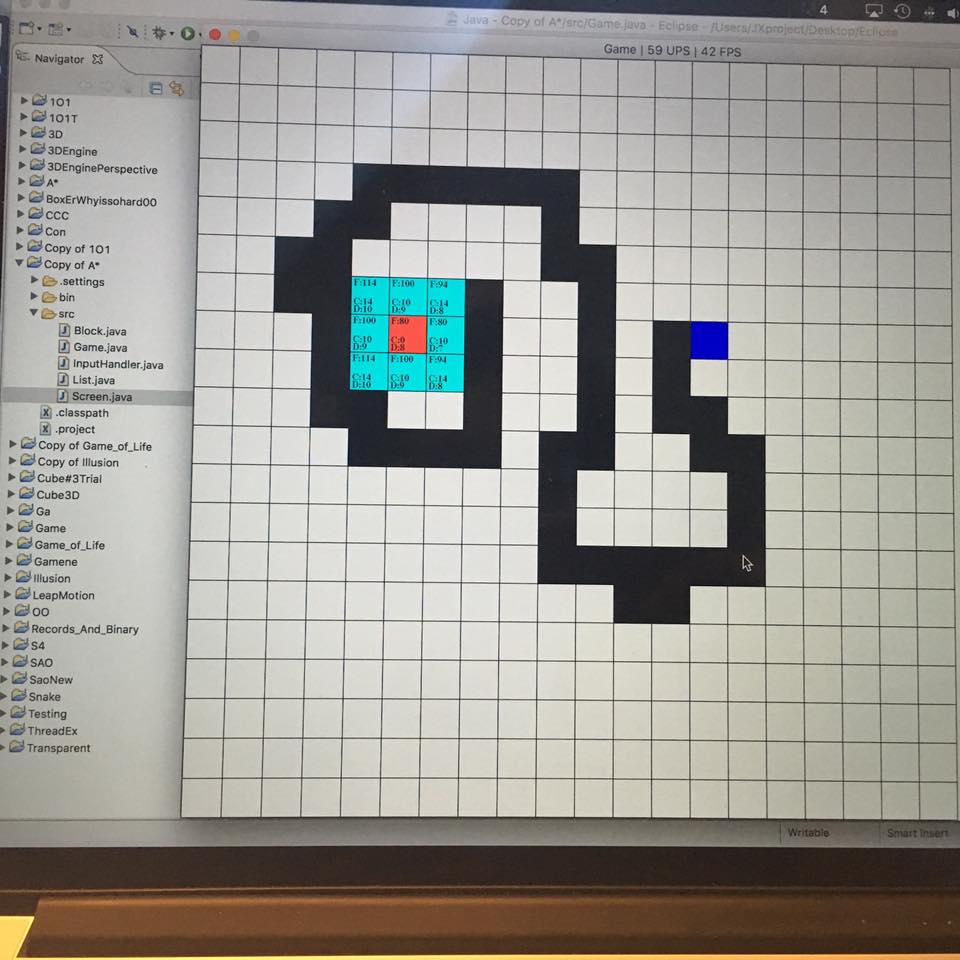 4
Java - Copy of A*/src/Game.java - Eclipse - /Users/JXproject/Desktop/Eclipse
Game | 59 UPS | 42 FPS
Navigator
101
101T
3D
3DEngine
3DEnginePerspective
A*
BoxErWhyissohard00
CCC
Con
Copy of 101
Copy of A*
.settings
bin
src
Block.java
Game.java
InputHandler.java
List.java
Screen.java
.classpath
.project
Copy of Game_of_Life
Copy of Illusion
Cube#3Trial
Cube3D
Ga
Game
Game_of_Life
Gamene
Illusion
LeapMotion
OO
Records_And_Binary
S4
SAO
SaoNew
Snake
Testing
ThreadEx
Transparent
F:114 F:100 F:94
C:14 C:10 C:14
D:10 D:9 D:8
F:100 F:80 F:80
C:10 C:0 C:10
D:9 D:8 D:7
F:114 F:100 F:94
C:14 C:10 C:14
D:10 D:9 D:8
Writable
Smart Insert